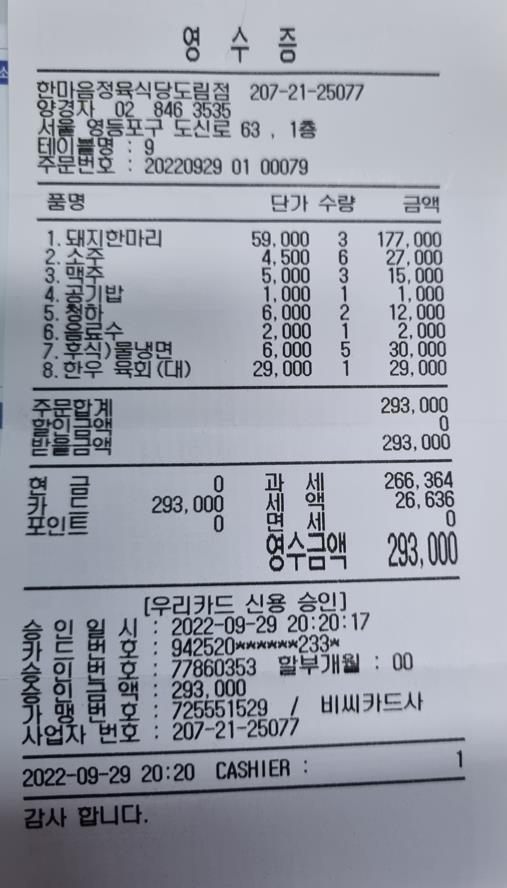 영 수 증
한마음정육식당도림점 207-21-25077
양경자 02 846 3535
서울 영등포구 도신로 63 , 1층
테이블명 : 9
주문번호 : 20220929 01 00079
품명 단가 수량 금액
1. 돼지한마리 59,000 3 177,000
2. 소주 4,500 6 27,000
3. 맥주 5,000 3 15,000
4. 공기밥 1,000 1 1,000
5. 청하 6,000 2 12,000
6. 음료수 2,000 1 2,000
7. 후식)물냉면 6,000 5 30,000
8. 한우 육회(대) 29,000 1 29,000
주문합계 293,000
할인금액 0
받을금액 293,000
현 금 0 과 세 266,364
카 드 293,000 세 액 26,636
포인트 0 면 세 0
영수금액 293,000
[우리카드 신용 승인]
승 인 일 시 : 2022-09-29 20:20:17
카 드 번 호 : 942520******233*
승 인 번 호 : 77860353 할부개월 : 00
승 인 금 액 : 293,000
가 맹 번 호 : 725551529 / 비씨카드사
사업자 번호 : 207-21-25077
2022-09-29 20:20 CASHIER : 1
감사 합니다.